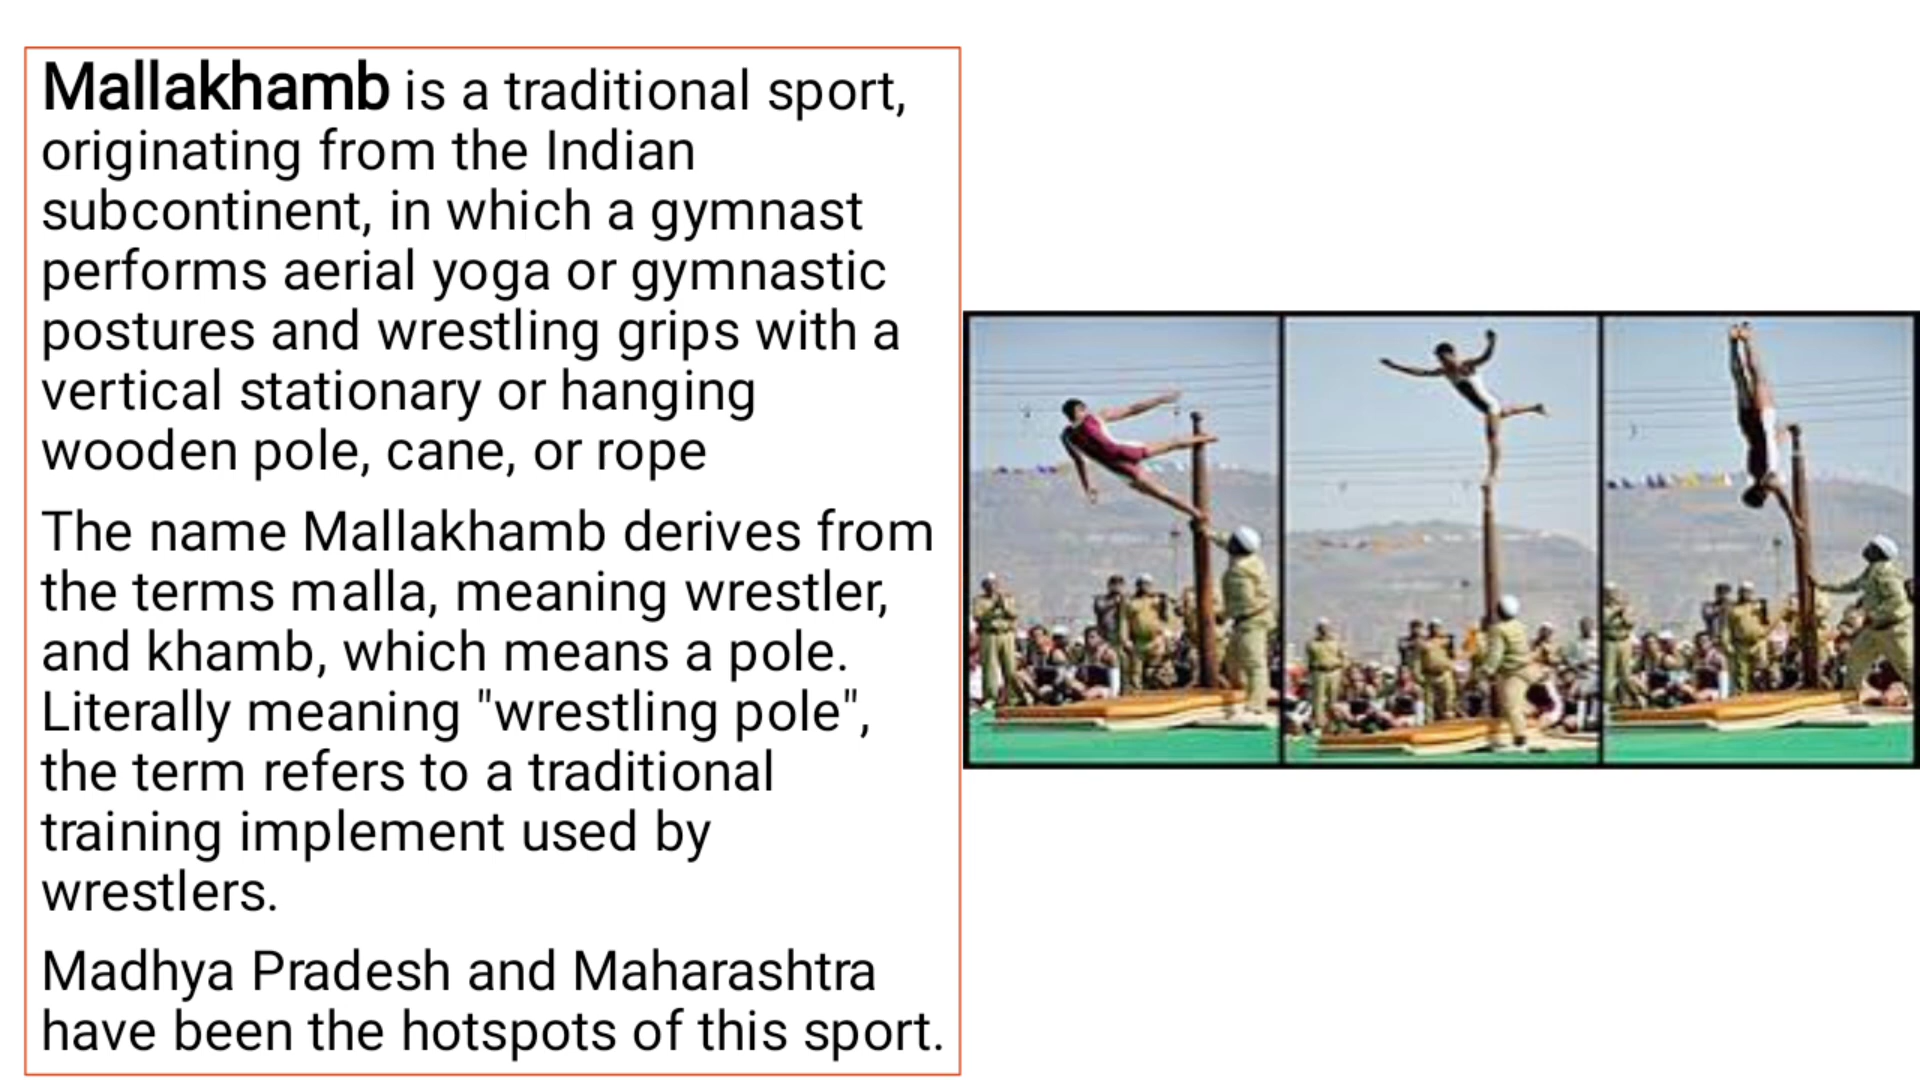 Mallakhamb is a traditional sport,
originating from the Indian
subcontinent, in which a gymnast
performs aerial yoga or gymnastic
postures and wrestling grips with a
vertical stationary or hanging
wooden pole, cane, or rope
The name Mallakhamb derives from
the terms malla, meaning wrestler,
and khamb, which means a pole.
Literally meaning "wrestling pole",
the term refers to a traditional
training implement used by
wrestlers.
Madhya Pradesh and Maharashtra
have been the hotspots of this sport.